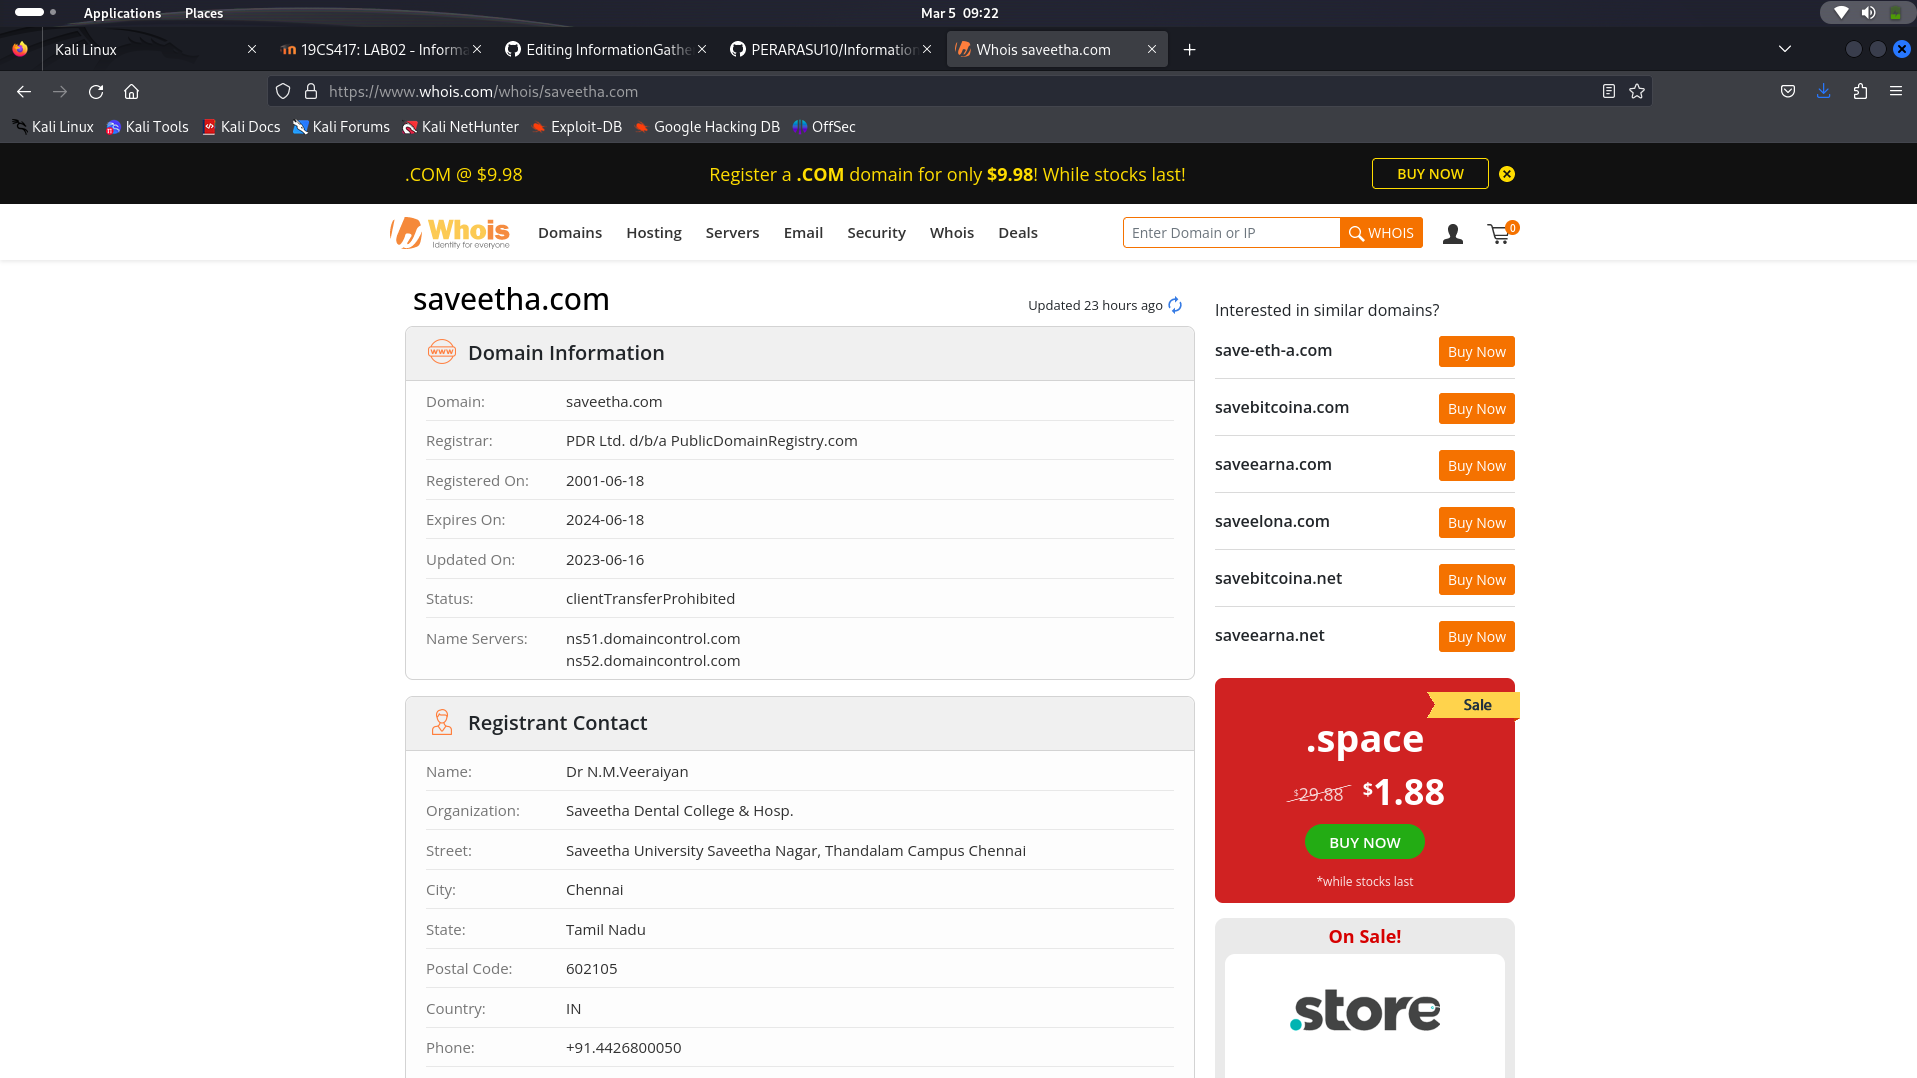 Applications Places Mar 5 09:22
Kali Linux 19CS417: LAB02 - Informa Editing InformationGathe PERARASU10/Information Whois saveetha.com
https://www.whois.com/whois/saveetha.com
Kali Linux Kali Tools Kali Docs Kali Forums Kali NetHunter Exploit-DB Google Hacking DB OffSec
.COM @ $9.98 Register a .COM domain for only $9.98! While stocks last! BUY NOW
Whois Identity for everyone Domains Hosting Servers Email Security Whois Deals Enter Domain or IP WHOIS 0
saveetha.com Updated 23 hours ago
Domain Information
Domain: saveetha.com
Registrar: PDR Ltd. d/b/a PublicDomainRegistry.com
Registered On: 2001-06-18
Expires On: 2024-06-18
Updated On: 2023-06-16
Status: clientTransferProhibited
Name Servers: ns51.domaincontrol.com
ns52.domaincontrol.com
Registrant Contact
Name: Dr N.M.Veeraiyan
Organization: Saveetha Dental College & Hosp.
Street: Saveetha University Saveetha Nagar, Thandalam Campus Chennai
City: Chennai
State: Tamil Nadu
Postal Code: 602105
Country: IN
Phone: +91.4426800050
Interested in similar domains?
save-eth-a.com Buy Now
savebitcoina.com Buy Now
saveearna.com Buy Now
saveelona.com Buy Now
savebitcoina.net Buy Now
saveearna.net Buy Now
Sale
.space
$29.88 $1.88
BUY NOW
*while stocks last
On Sale!
.store